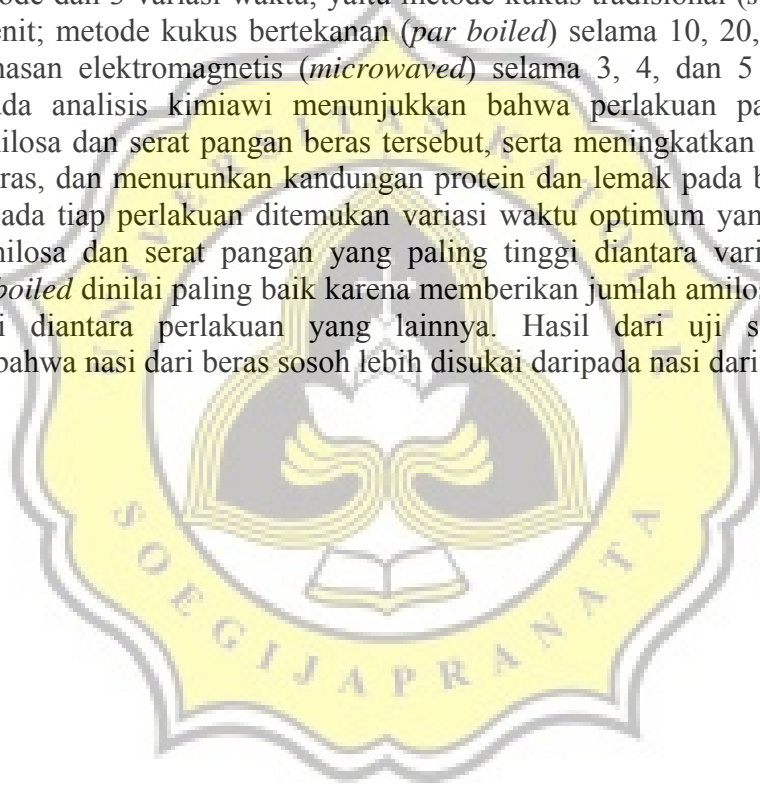 ode dan 3 variasi waktu, yaitu metode kukus tradisional (s
enit; metode kukus bertekanan (par boiled) selama 10, 20,
nasan elektromagnetis (microwaved) selama 3, 4, dan 5
ada analisis kimiawi menunjukkan bahwa perlakuan pa
ilosa dan serat pangan beras tersebut, serta meningkatkan
ras, dan menurunkan kandungan protein dan lemak pada b
ada tiap perlakuan ditemukan variasi waktu optimum yan
nilosa dan serat pangan yang paling tinggi diantara vari
boiled dinilai paling baik karena memberikan jumlah amilos
i diantara perlakuan yang lainnya. Hasil dari uji s
bahwa nasi dari beras sosoh lebih disukai daripada nasi dari
UNIVERSITAS KATOLIK
SOEGIJAPRANATA